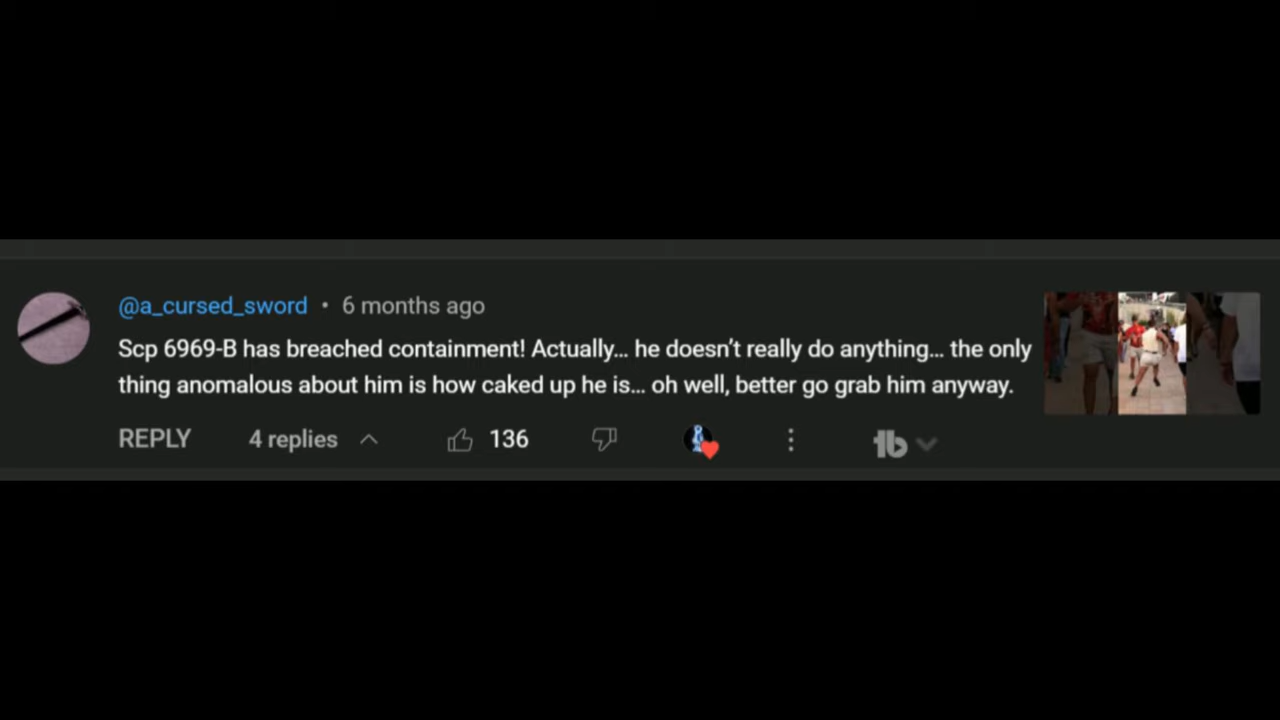 @a_cursed_sword • 6 months ago
Scp 6969-B has breached containment! Actually... he doesn't really do anything... the only
thing anomalous about him is how caked up he is... oh well, better go grab him anyway.
REPLY 4 replies 136 tb